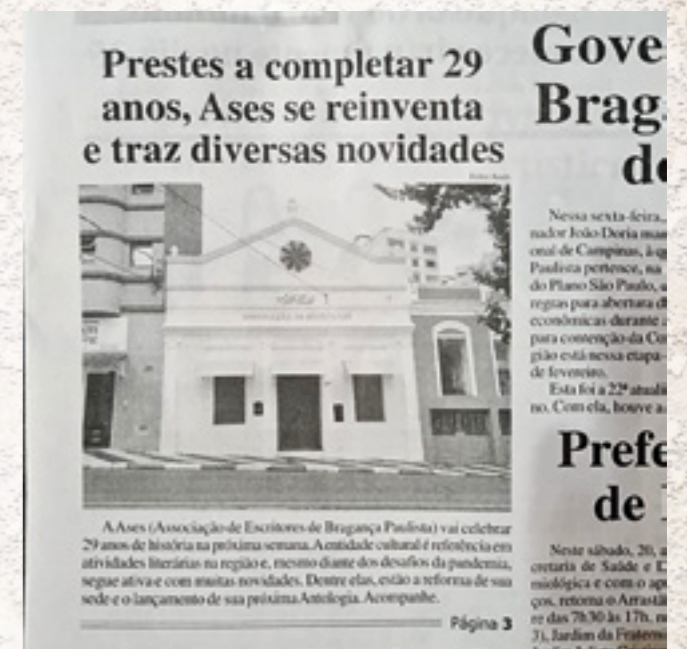 Prestes a completar 29
anos, Ases se reinventa
e traz diversas novidades
A Ases (Associação de Escritores de Bragança Paulista) vai celebrar
29 anos de história na próxima semana. A entidade cultural é referência em
atividades literárias na região e, mesmo diante dos desafios da pandemia,
segue ativa e com muitas novidades. Dentre elas, estão a reforma de sua
sede e o lançamento de sua próxima Antologia. Acompanhe.
Página 3
Gove
Brag
de
Nessa sexta-feira,
nador João Doria
onal de Campinas, à
Paulista pertence, na
do Plano São Paulo,
regras para abertura
econômicas durante
para contenção da
gião está nessa etapa
de fevereiro.
Esta foi a 22ª
no. Com ela, houve a
Prefe
de
Neste sábado, 20, a
cretaria de Saúde e
miológica e com o
ços, retoma o Arrastã
re das 7h30 às 17h,
3), Jardim da